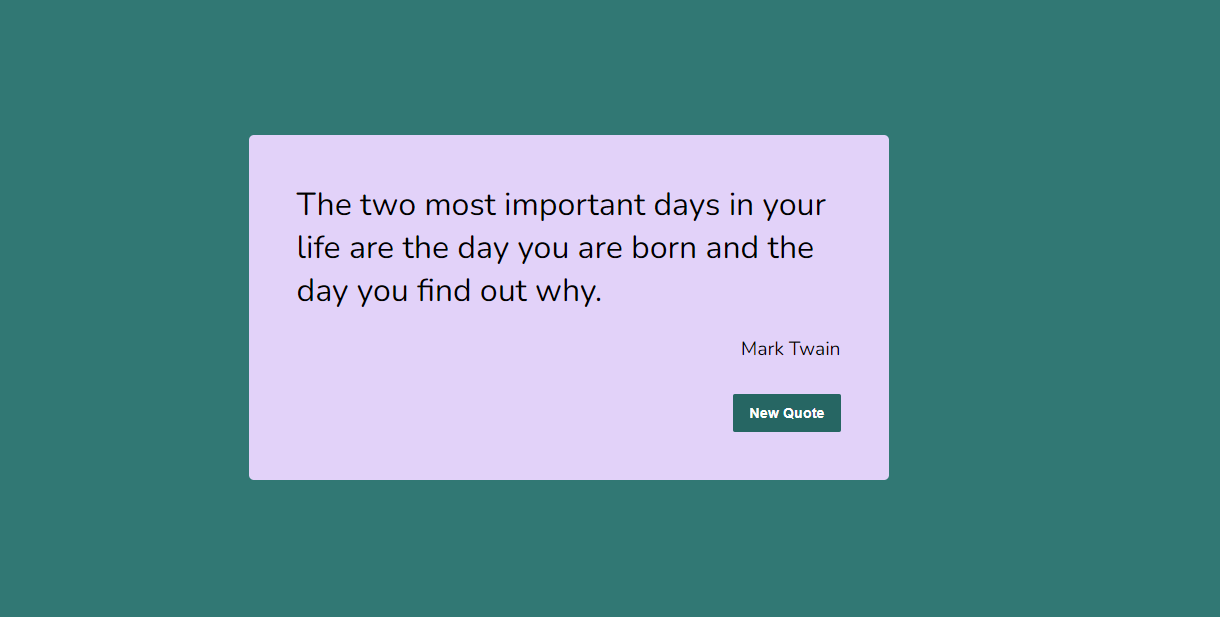 The two most important days in your
life are the day you are born and the
day you find out why.
Mark Twain
New Quote